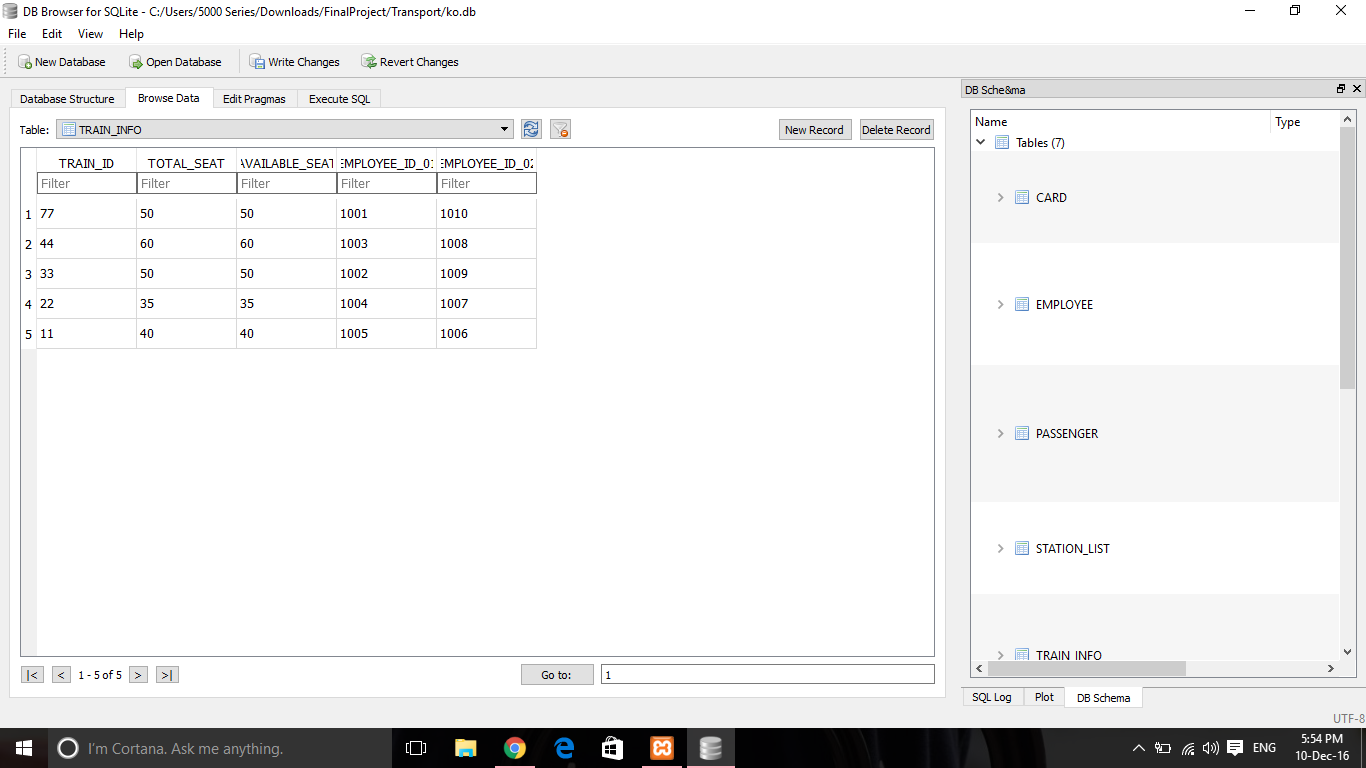 DB Browser for SQLite - C:/Users/5000 Series/Downloads/FinalProject/Transport/ko.db
File Edit View Help
New Database Open Database Write Changes Revert Changes
Database Structure Browse Data Edit Pragmas Execute SQL
Table: TRAIN_INFO New Record Delete Record
TRAIN_ID TOTAL_SEAT AVAILABLE_SEAT EMPLOYEE_ID_01 EMPLOYEE_ID_02
Filter Filter Filter Filter Filter
1 77 50 50 1001 1010
2 44 60 60 1003 1008
3 33 50 50 1002 1009
4 22 35 35 1004 1007
5 11 40 40 1005 1006
|< < 1 - 5 of 5 > >| Go to: 1
DB Sche&ma
Name Type
Tables (7)
CARD
EMPLOYEE
PASSENGER
STATION_LIST
TRAIN_INFO
SQL Log Plot DB Schema
UTF-8
I'm Cortana. Ask me anything.
ENG
5:54 PM
10-Dec-16